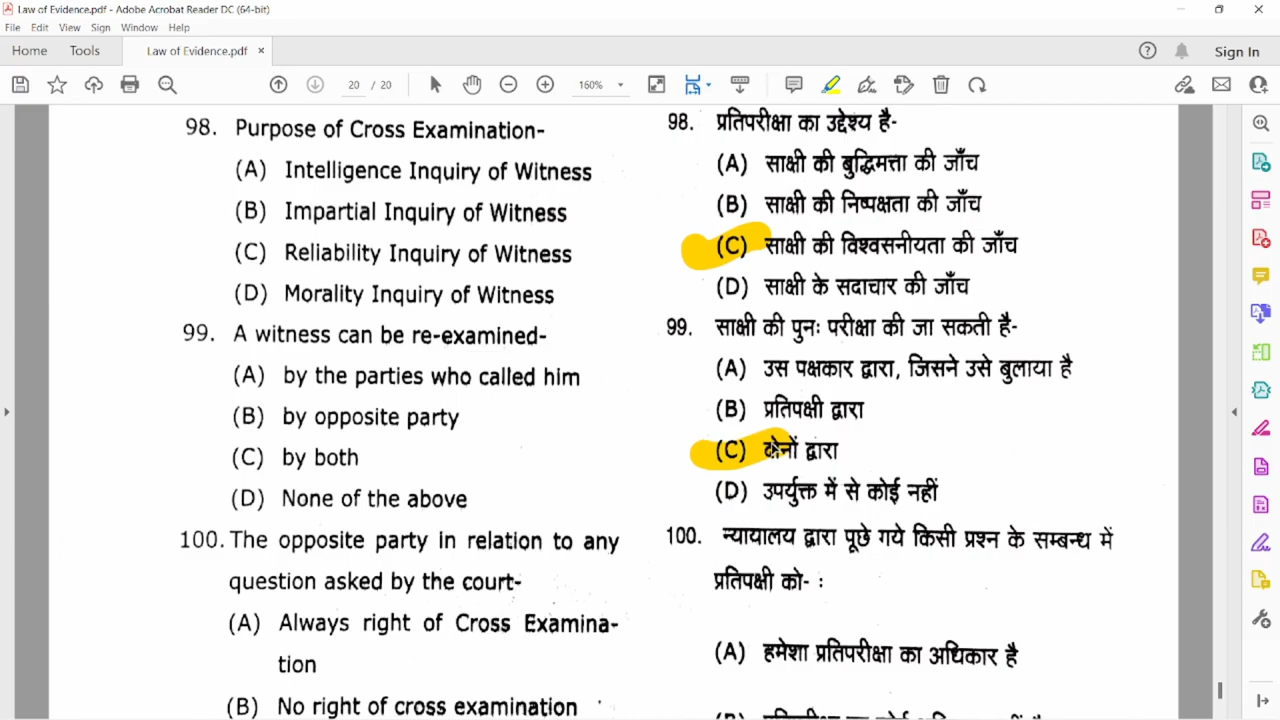 Law of Evidence.pdf - Adobe Acrobat Reader DC (64-bit)
File Edit View Sign Window Help
Home Tools Law of Evidence.pdf × Sign In
20 / 20 160%
98. Purpose of Cross Examination-
(A) Intelligence Inquiry of Witness
(B) Impartial Inquiry of Witness
(C) Reliability Inquiry of Witness
(D) Morality Inquiry of Witness
99. A witness can be re-examined-
(A) by the parties who called him
(B) by opposite party
(C) by both
(D) None of the above
100. The opposite party in relation to any
question asked by the court-
(A) Always right of Cross Examina-
tion
(B) No right of cross examination
98. प्रतिपरीक्षा का उद्देश्य है-
(A) साक्षी की बुद्धिमत्ता की जाँच
(B) साक्षी की निष्पक्षता की जाँच
(C) साक्षी की विश्वसनीयता की जाँच
(D) साक्षी के सदाचार की जाँच
99. साक्षी की पुनः परीक्षा की जा सकती है-
(A) उस पक्षकार द्वारा, जिसने उसे बुलाया है
(B) प्रतिपक्षी द्वारा
(C) दोनों द्वारा
(D) उपर्युक्त में से कोई नहीं
100. न्यायालय द्वारा पूछे गये किसी प्रश्न के सम्बन्ध में
प्रतिपक्षी को- :
(A) हमेशा प्रतिपरीक्षा का अधिकार है